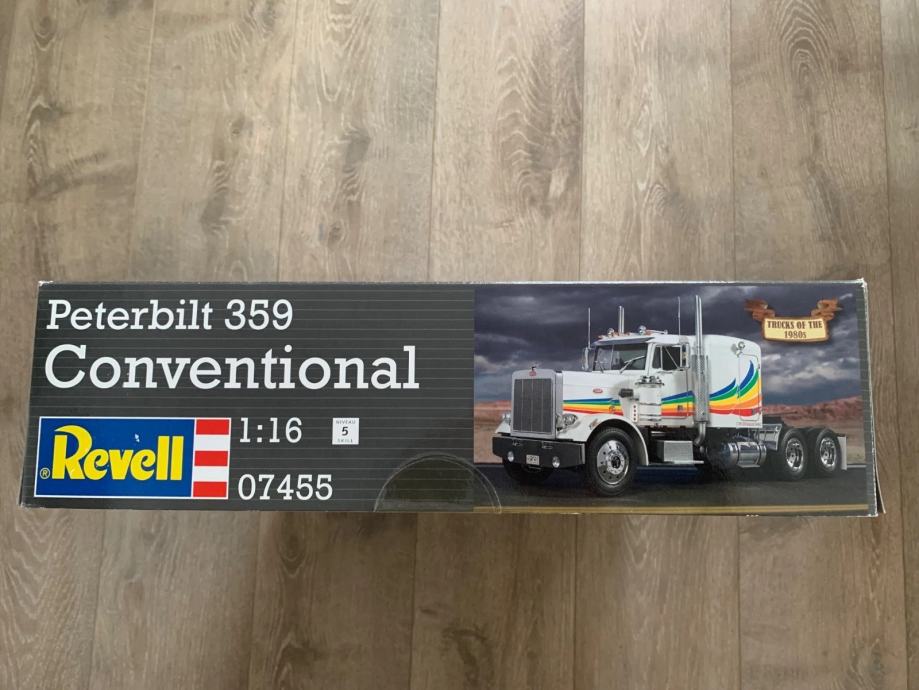 Peterbilt 359
Conventional
® Revell
1:16
NIVEAU
5
SKILL
07455
TRUCKS OF THE
1980s